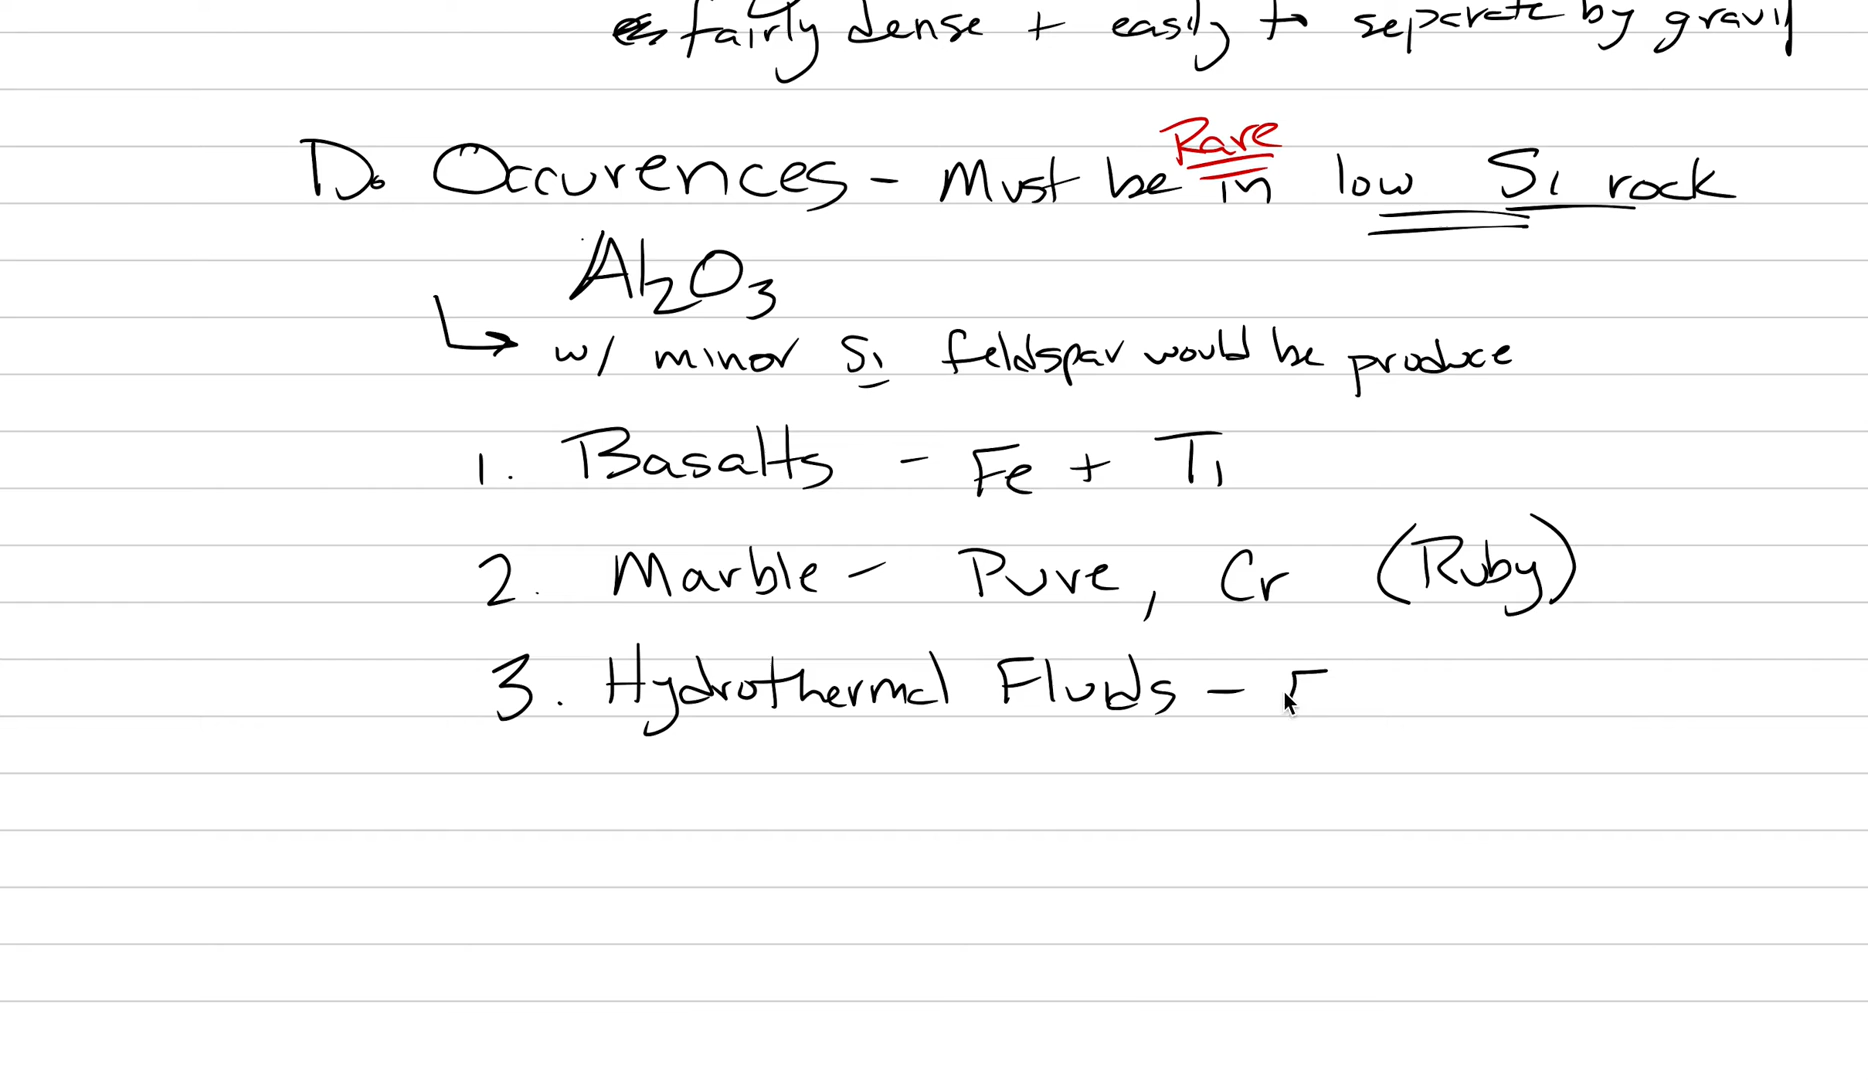 fairly dense + easily to separate by gravit
Rare
D. Occurences - Must be in low Si rock
Al2O3
w/ minor Si feldspar would be produce
1. Basalts - Fe + Ti
2. Marble - Pure, Cr (Ruby)
3. Hydrothermal Fluids -